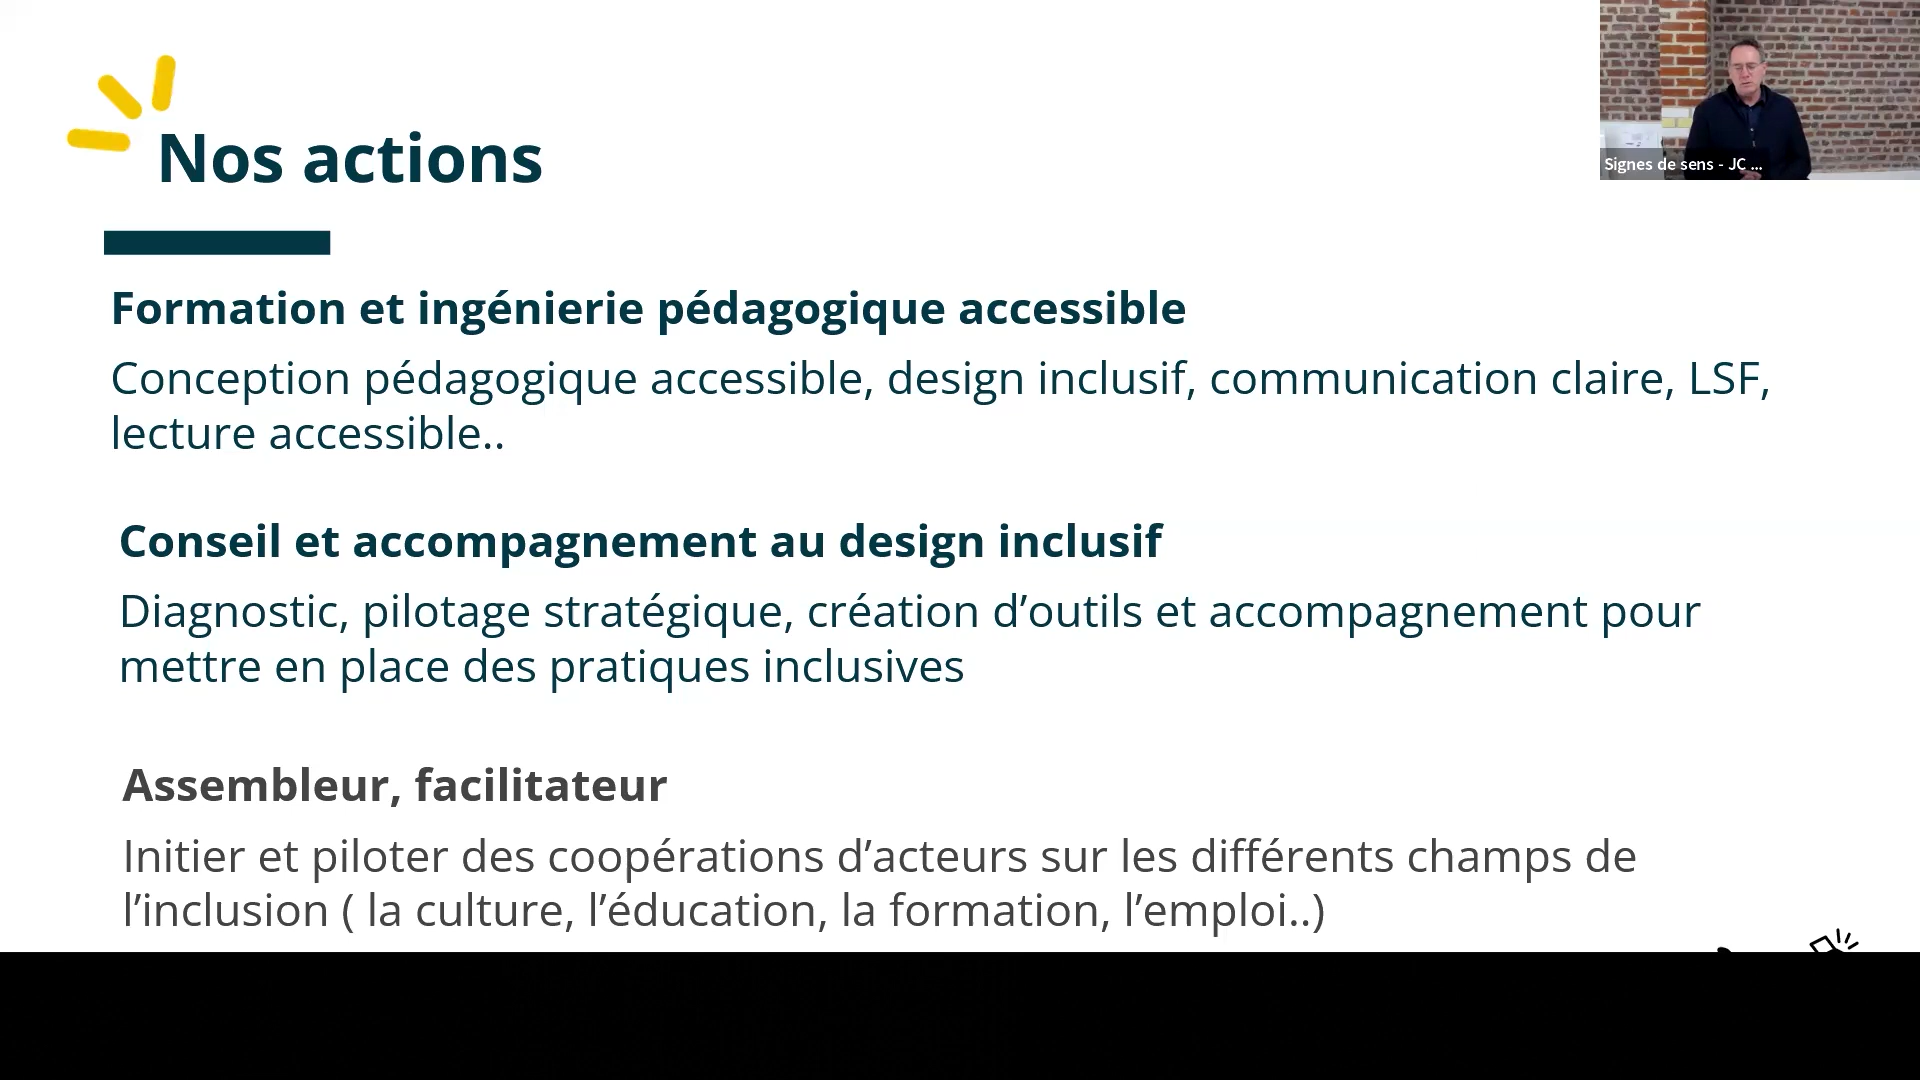 Nos actions
Signes de sens - JC ...
Formation et ingénierie pédagogique accessible
Conception pédagogique accessible, design inclusif, communication claire, LSF,
lecture accessible..
Conseil et accompagnement au design inclusif
Diagnostic, pilotage stratégique, création d’outils et accompagnement pour
mettre en place des pratiques inclusives
Assembleur, facilitateur
Initier et piloter des coopérations d’acteurs sur les différents champs de
l’inclusion ( la culture, l’éducation, la formation, l’emploi..)